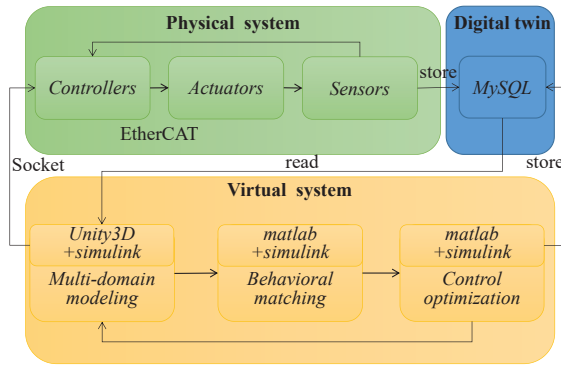 Physical system
Digital twin
Controllers
Actuators
Sensors
store
MySQL
EtherCAT
Socket
read
store
Virtual system
Unity3D
+simulink
Multi-domain
modeling
matlab
+simulink
Behavioral
matching
matlab
+simulink
Control
optimization